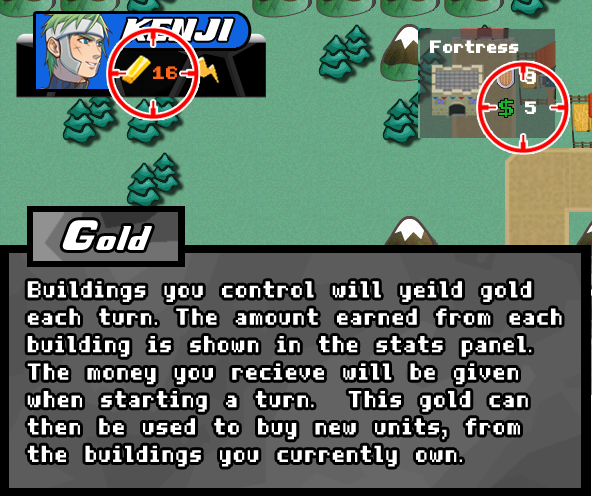 KENJI
16
Fortress
3
$ 5
Gold
Buildings you control will yeild gold
each turn. The amount earned from each
building is shown in the stats panel.
The money you recieve will be given
when starting a turn.  This gold can
then be used to buy new units, from
the buildings you currently own.